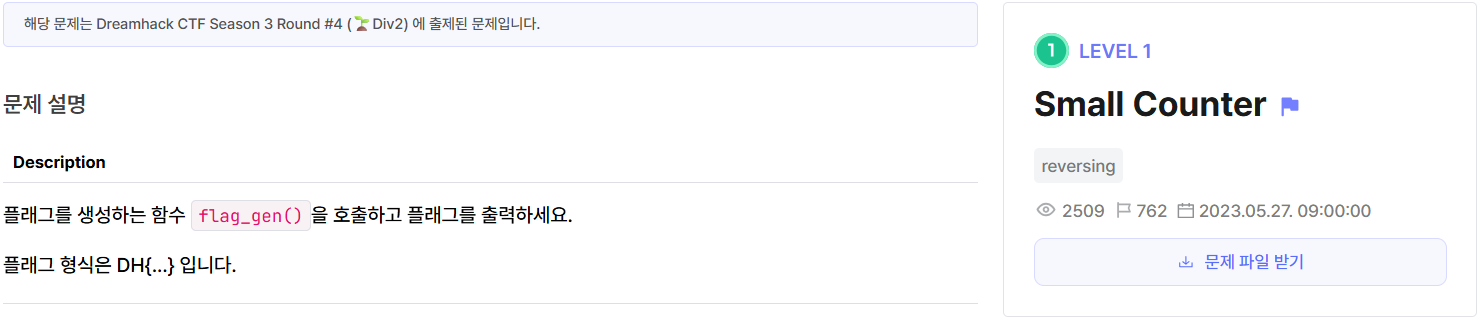 해당 문제는 Dreamhack CTF Season 3 Round #4 (🌱Div2) 에 출제된 문제입니다.
문제 설명
Description
플래그를 생성하는 함수 flag_gen()을 호출하고 플래그를 출력하세요.
플래그 형식은 DH{...} 입니다.
1 LEVEL 1
Small Counter
reversing
2509 762 2023.05.27. 09:00:00
문제 파일 받기